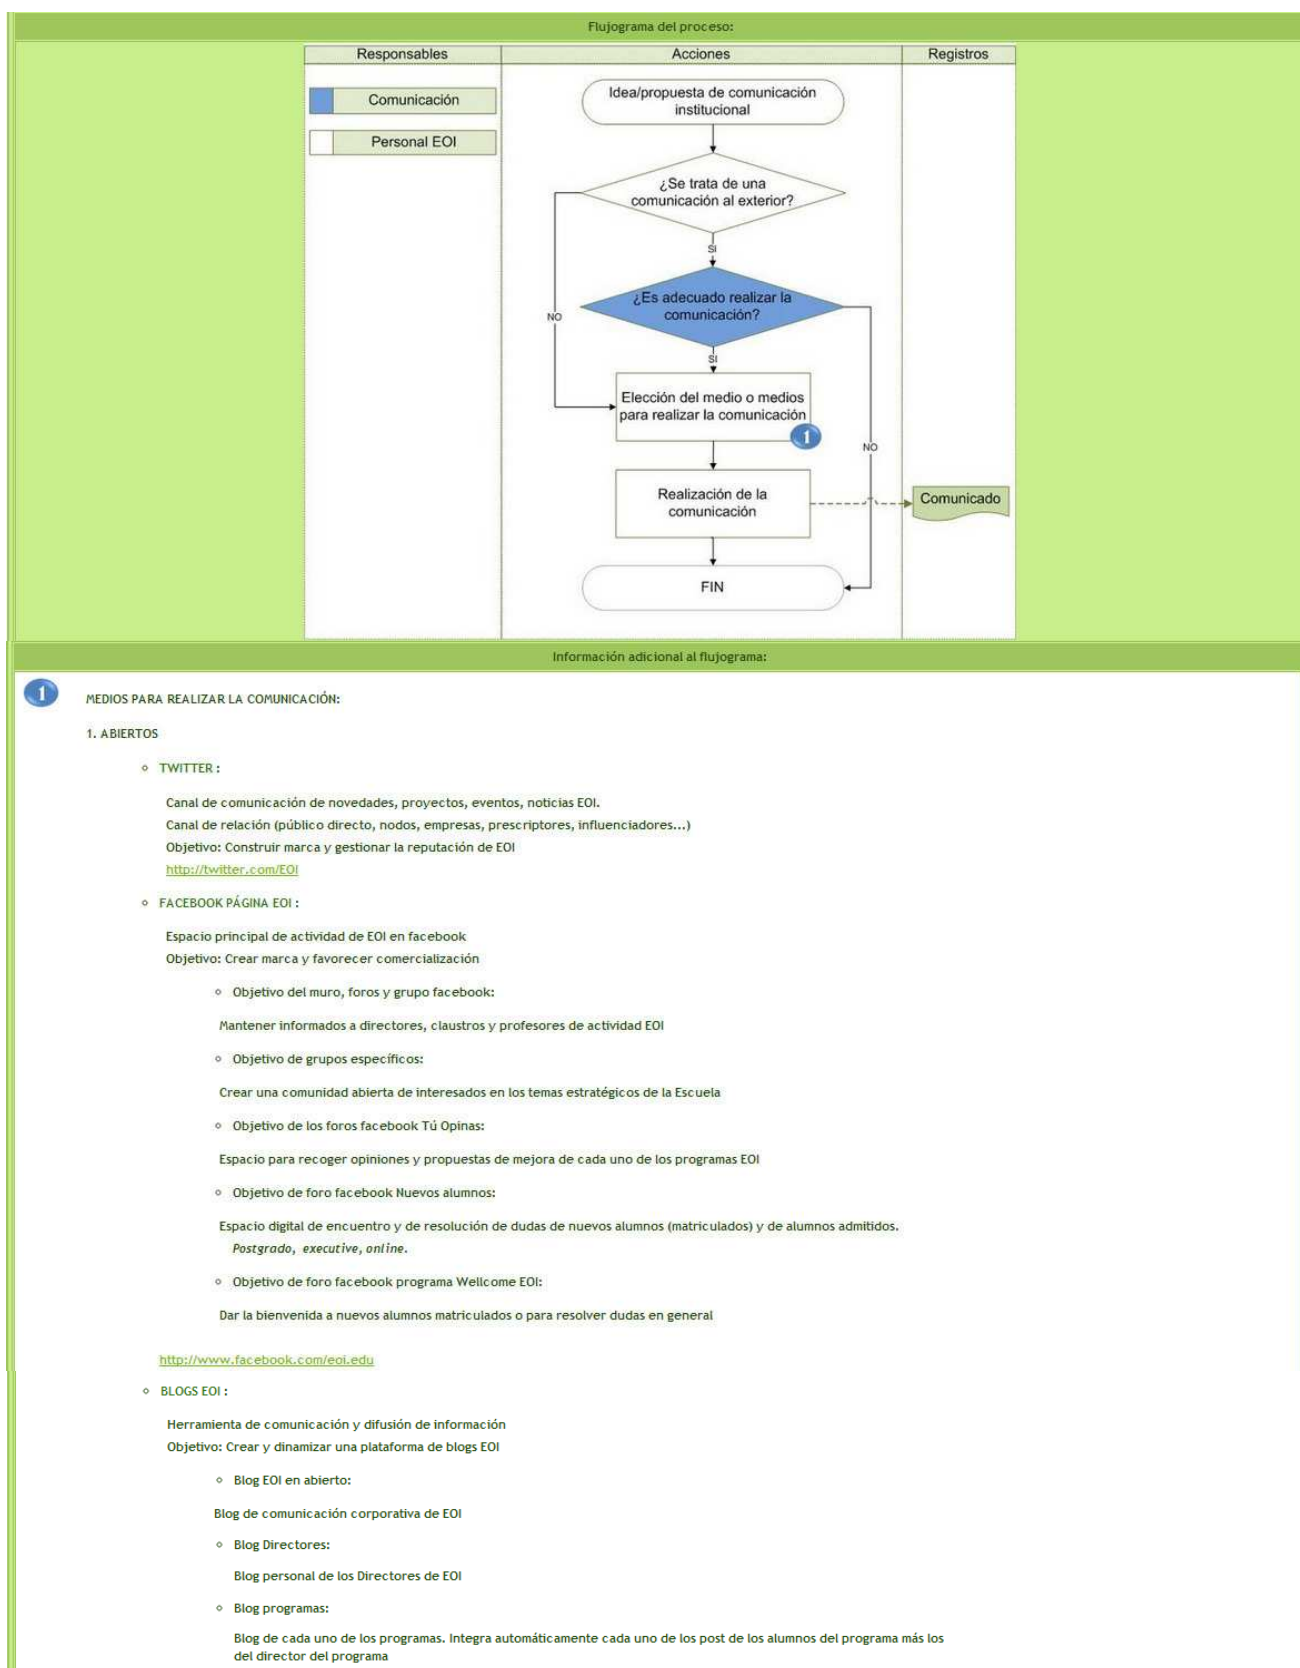 Flujograma del proceso:
Responsables
Acciones
Registros
Comunicación
Personal EOI
Idea/propuesta de comunicación
institucional
¿Se trata de una
comunicación al exterior?
SI
¿Es adecuado realizar la
comunicación?
NO
SI
Elección del medio o medios
para realizar la comunicación
1
NO
Realización de la
comunicación
Comunicado
FIN
Información adicional al flujograma:
1
MEDIOS PARA REALIZAR LA COMUNICACIÓN:
1. ABIERTOS
TWITTER :
Canal de comunicación de novedades, proyectos, eventos, noticias EOI.
Canal de relación (público directo, nodos, empresas, prescriptores, influenciadores...)
Objetivo: Construir marca y gestionar la reputación de EOI
http://twitter.com/EOI
FACEBOOK PÁGINA EOI :
Espacio principal de actividad de EOI en facebook
Objetivo: Crear marca y favorecer comercialización
Objetivo del muro, foros y grupo facebook:
Mantener informados a directores, claustros y profesores de actividad EOI
Objetivo de grupos específicos:
Crear una comunidad abierta de interesados en los temas estratégicos de la Escuela
Objetivo de los foros facebook Tú Opinas:
Espacio para recoger opiniones y propuestas de mejora de cada uno de los programas EOI
Objetivo de foro facebook Nuevos alumnos:
Espacio digital de encuentro y de resolución de dudas de nuevos alumnos (matriculados) y de alumnos admitidos.
Postgrado, executive, online.
Objetivo de foro facebook programa Wellcome EOI:
Dar la bienvenida a nuevos alumnos matriculados o para resolver dudas en general
http://www.facebook.com/eoi.edu
BLOGS EOI :
Herramienta de comunicación y difusión de información
Objetivo: Crear y dinamizar una plataforma de blogs EOI
Blog EOI en abierto:
Blog de comunicación corporativa de EOI
Blog Directores:
Blog personal de los Directores de EOI
Blog programas:
Blog de cada uno de los programas. Integra automáticamente cada uno de los post de los alumnos del programa más los
del director del programa